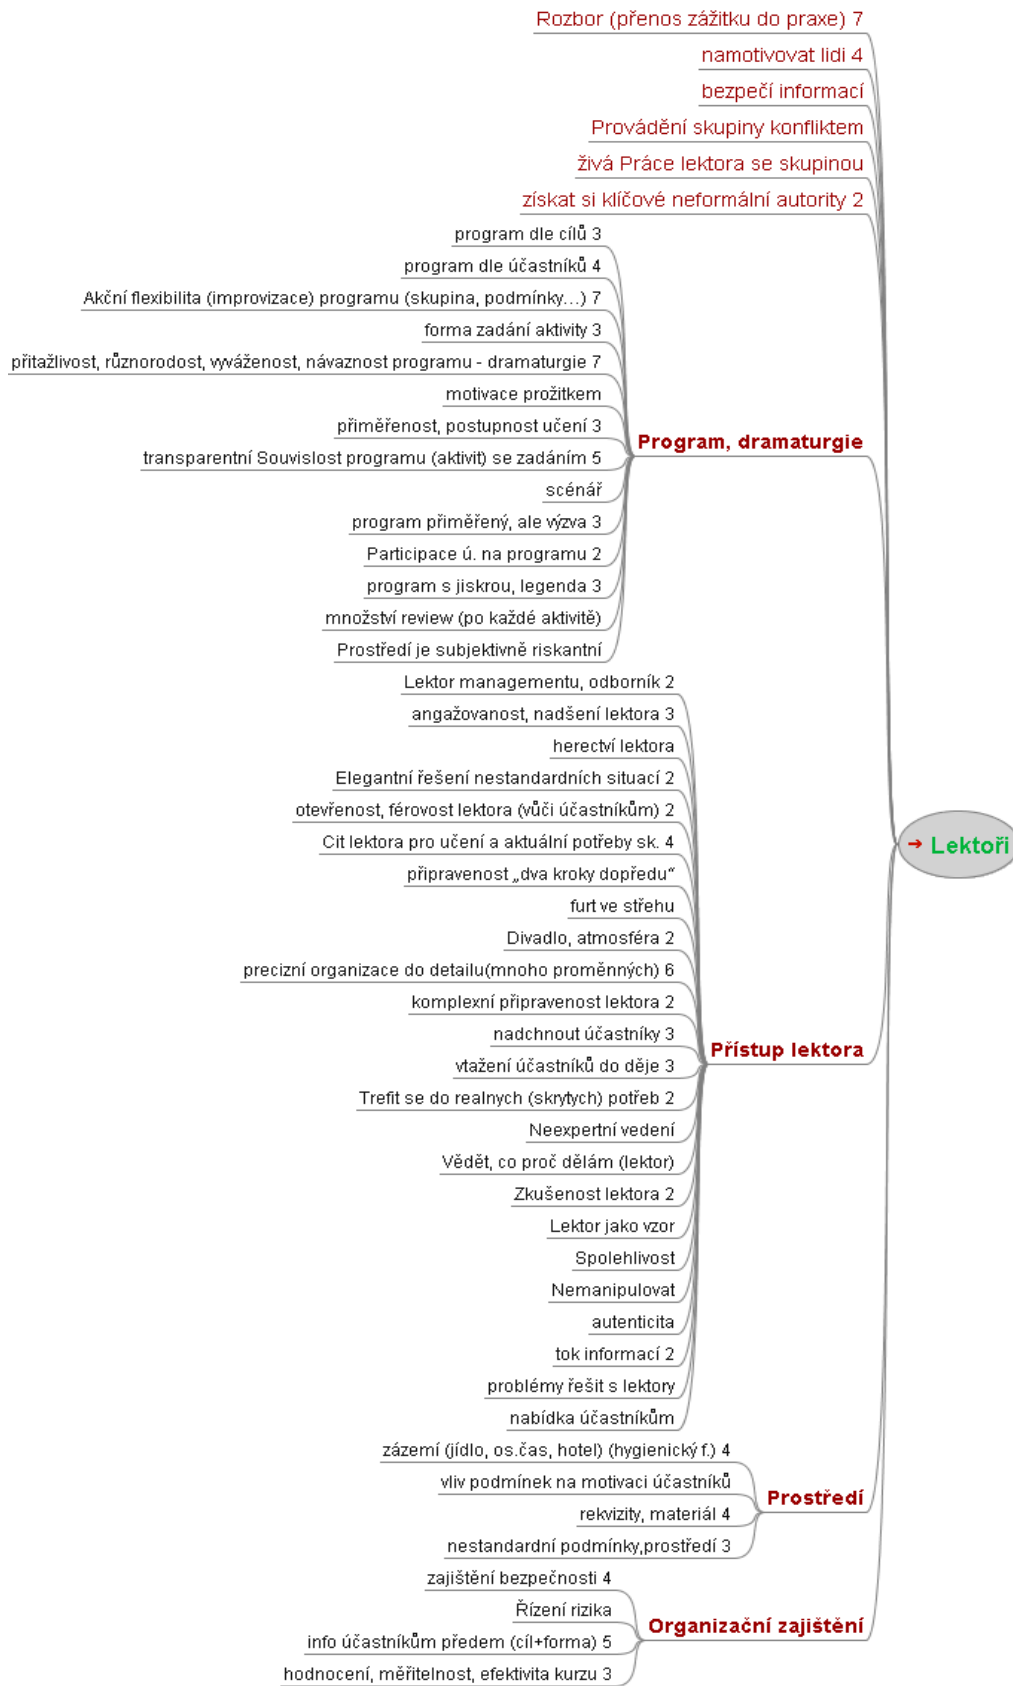 Rozbor (přenos zážitku do praxe) 7
namotivovat lidi 4
bezpečí informací
Provádění skupiny konfliktem
živá Práce lektora se skupinou
získat si klíčové neformální autority 2
program dle cílů 3
program dle účastníků 4
Akční flexibilita (improvizace) programu (skupina, podmínky...) 7
forma zadání aktivity 3
přitažlivost, různorodost, vyváženost, návaznost programu - dramaturgie 7
motivace prožitkem
přiměřenost, postupnost učení 3
Program, dramaturgie
transparentní Souvislost programu (aktivit) se zadáním 5
scénář
program přiměřený, ale výzva 3
Participace ú. na programu 2
program s jiskrou, legenda 3
množství review (po každé aktivitě)
Prostředí je subjektivně riskantní
Lektor managementu, odborník 2
angažovanost, nadšení lektora 3
herectví lektora
Elegantní řešení nestandardních situací 2
otevřenost, férovost lektora (vůči účastníkům) 2
Cit lektora pro učení a aktuální potřeby sk. 4
➝ Lektoři
připravenost „dva kroky dopředu“
furt ve střehu
Divadlo, atmosféra 2
precizní organizace do detailu(mnoho proměnných) 6
komplexní připravenost lektora 2
nadchnout účastníky 3
Přístup lektora
vtažení účastníků do děje 3
Trefit se do realnych (skrytych) potřeb 2
Neexpertní vedení
Vědět, co proč dělám (lektor)
Zkušenost lektora 2
Lektor jako vzor
Spolehlivost
Nemanipulovat
autenticita
tok informací 2
problémy řešit s lektory
nabídka účastníkům
zázemí (jídlo, os.čas, hotel) (hygienický f.) 4
vliv podmínek na motivaci účastníků
Prostředí
rekvizity, materiál 4
nestandardní podmínky,prostředí 3
zajištění bezpečnosti 4
Řízení rizika
Organizační zajištění
info účastníkům předem (cíl+forma) 5
hodnocení, měřitelnost, efektivita kurzu 3